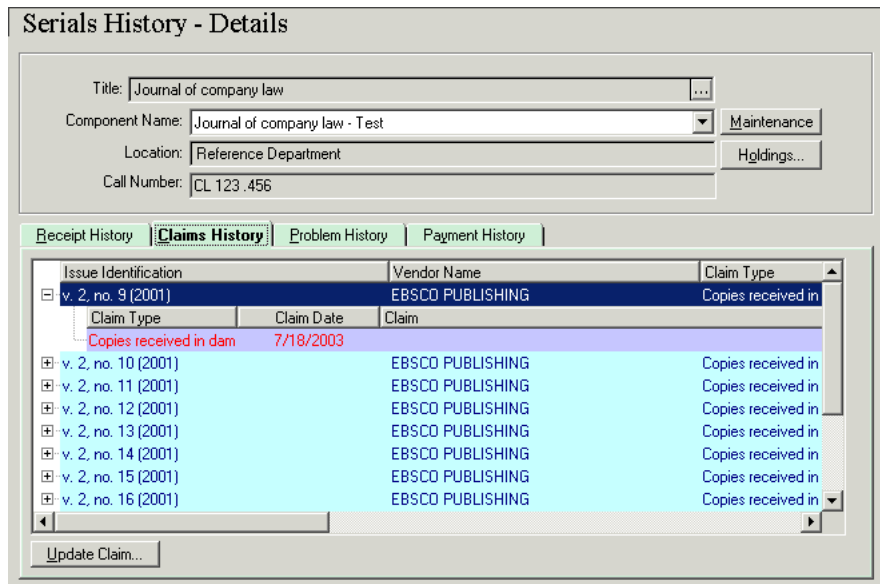 Serials History - Details
Title: Journal of company law ...
Component Name: Journal of company law - Test Maintenance
Location: Reference Department Holdings...
Call Number: CL 123 .456
Receipt History Claims History Problem History Payment History
Issue Identification Vendor Name Claim Type
v. 2, no. 9 (2001) EBSCO PUBLISHING Copies received in
Claim Type Claim Date Claim
Copies received in dam 7/18/2003
v. 2, no. 10 (2001) EBSCO PUBLISHING Copies received in
v. 2, no. 11 (2001) EBSCO PUBLISHING Copies received in
v. 2, no. 12 (2001) EBSCO PUBLISHING Copies received in
v. 2, no. 13 (2001) EBSCO PUBLISHING Copies received in
v. 2, no. 14 (2001) EBSCO PUBLISHING Copies received in
v. 2, no. 15 (2001) EBSCO PUBLISHING Copies received in
v. 2, no. 16 (2001) EBSCO PUBLISHING Copies received in
Update Claim...